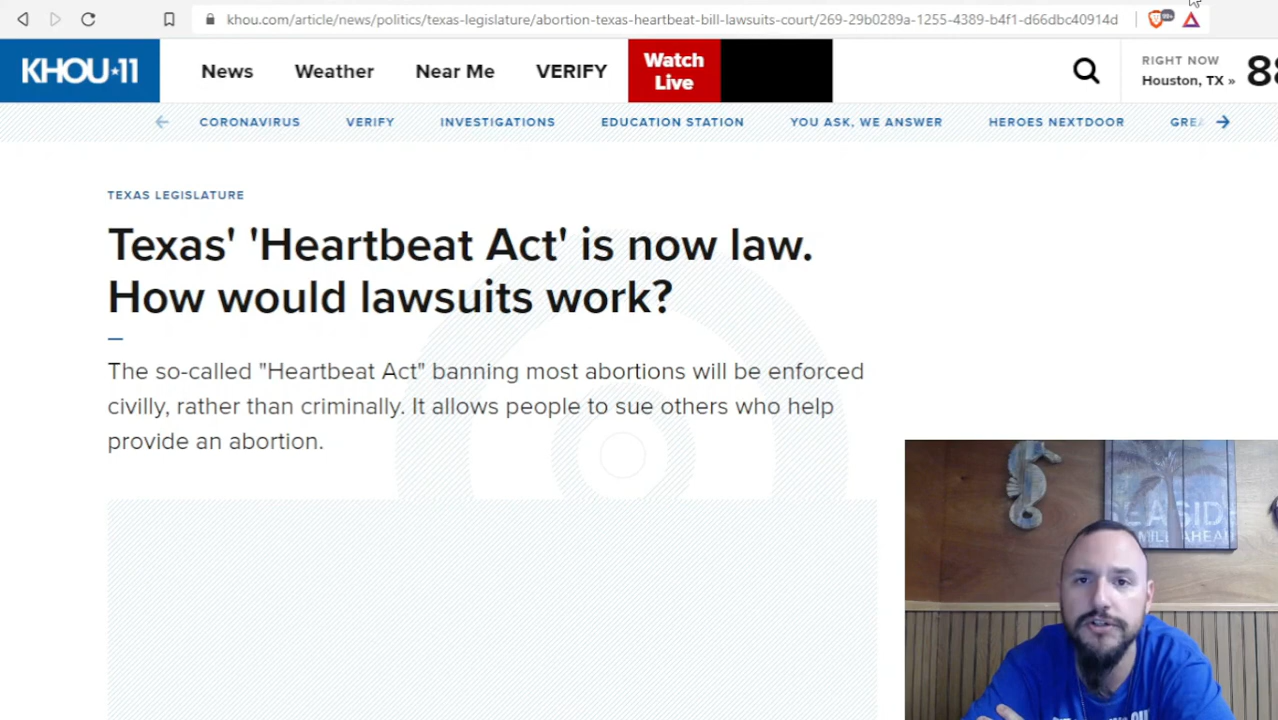 khou.com/article/news/politics/texas-legislature/abortion-texas-heartbeat-bill-lawsuits-court/269-29b0289a-1255-4389-b4f1-d66dbc40914d
99+
KHOU★11
News
Weather
Near Me
VERIFY
Watch
Live
RIGHT NOW
Houston, TX »
88
CORONAVIRUS
VERIFY
INVESTIGATIONS
EDUCATION STATION
YOU ASK, WE ANSWER
HEROES NEXTDOOR
TEXAS LEGISLATURE
Texas' 'Heartbeat Act' is now law.
How would lawsuits work?
The so-called "Heartbeat Act" banning most abortions will be enforced
civilly, rather than criminally. It allows people to sue others who help
provide an abortion.